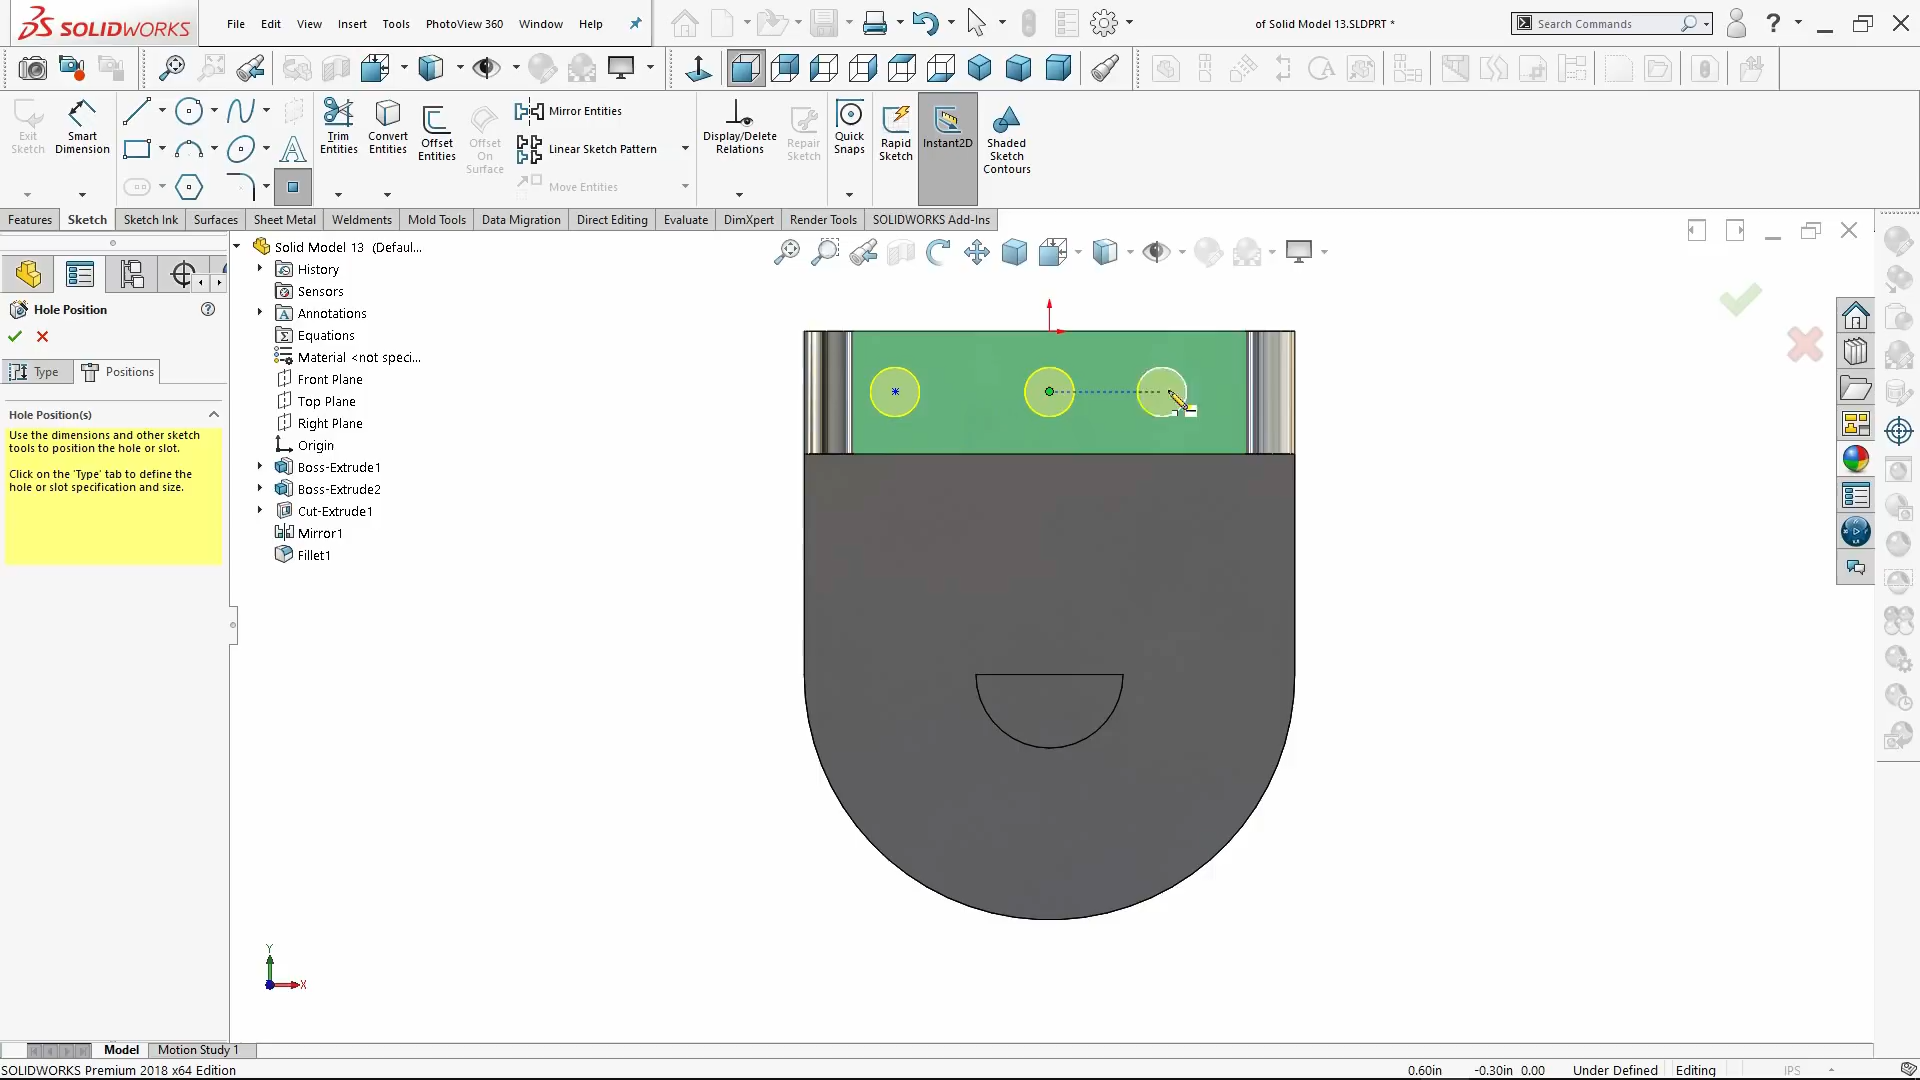 SOLIDWORKS
File Edit View Insert Tools PhotoView 360 Window Help
of Solid Model 13.SLDPRT *
Search Commands
?
Exit Sketch
Smart Dimension
Trim Entities
Convert Entities
Offset Entities
Offset On Surface
Mirror Entities
Linear Sketch Pattern
Move Entities
Display/Delete Relations
Repair Sketch
Quick Snaps
Rapid Sketch
Instant2D
Shaded Sketch Contours
Features Sketch Sketch Ink Surfaces Sheet Metal Weldments Mold Tools Data Migration Direct Editing Evaluate DimXpert Render Tools SOLIDWORKS Add-Ins
Hole Position
Type Positions
Hole Position(s)
Use the dimensions and other sketch
tools to position the hole or slot.
Click on the 'Type' tab to define the
hole or slot specification and size.
Solid Model 13 (Defaul...
History
Sensors
Annotations
Equations
Material <not speci...
Front Plane
Top Plane
Right Plane
Origin
Boss-Extrude1
Boss-Extrude2
Cut-Extrude1
Mirror1
Fillet1
Y
X
Model Motion Study 1
SOLIDWORKS Premium 2018 x64 Edition
0.60in -0.30in 0.00 Under Defined Editing IPS